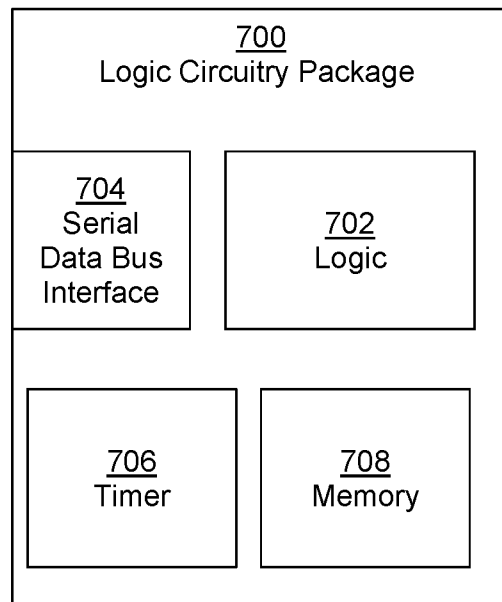 700
Logic Circuitry Package
704
Serial
Data Bus
Interface
702
Logic
706
Timer
708
Memory